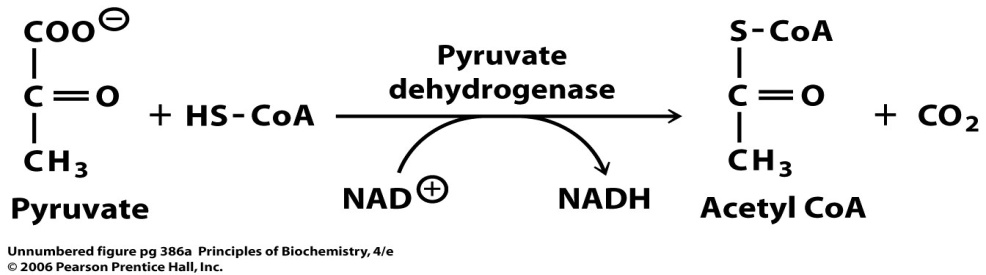 COO⊖
C=O
CH3
Pyruvate
+ HS-CoA
Pyruvate
dehydrogenase
NAD⊕
NADH
S-CoA
C=O
CH3
Acetyl CoA
+ CO2
Unnumbered figure pg 386a  Principles of Biochemistry, 4/e
© 2006 Pearson Prentice Hall, Inc.